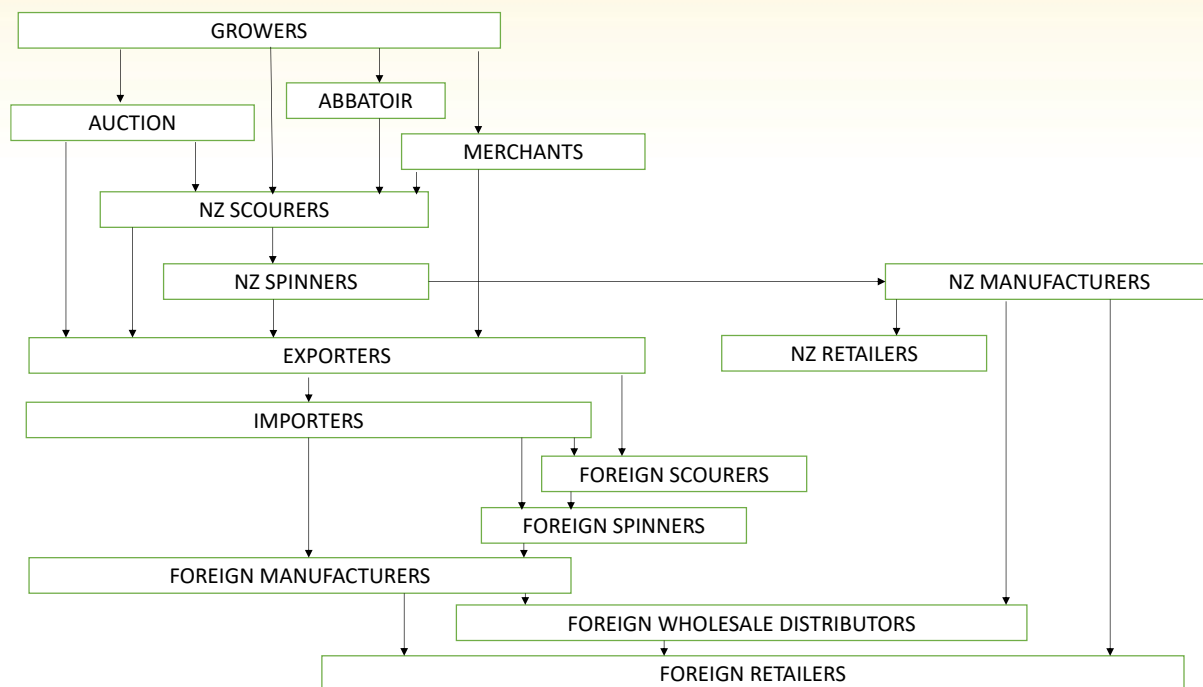 GROWERS
ABBATOIR
AUCTION
MERCHANTS
NZ SCOURERS
NZ SPINNERS
NZ MANUFACTURERS
EXPORTERS
NZ RETAILERS
IMPORTERS
FOREIGN SCOURERS
FOREIGN SPINNERS
FOREIGN MANUFACTURERS
FOREIGN WHOLESALE DISTRIBUTORS
FOREIGN RETAILERS